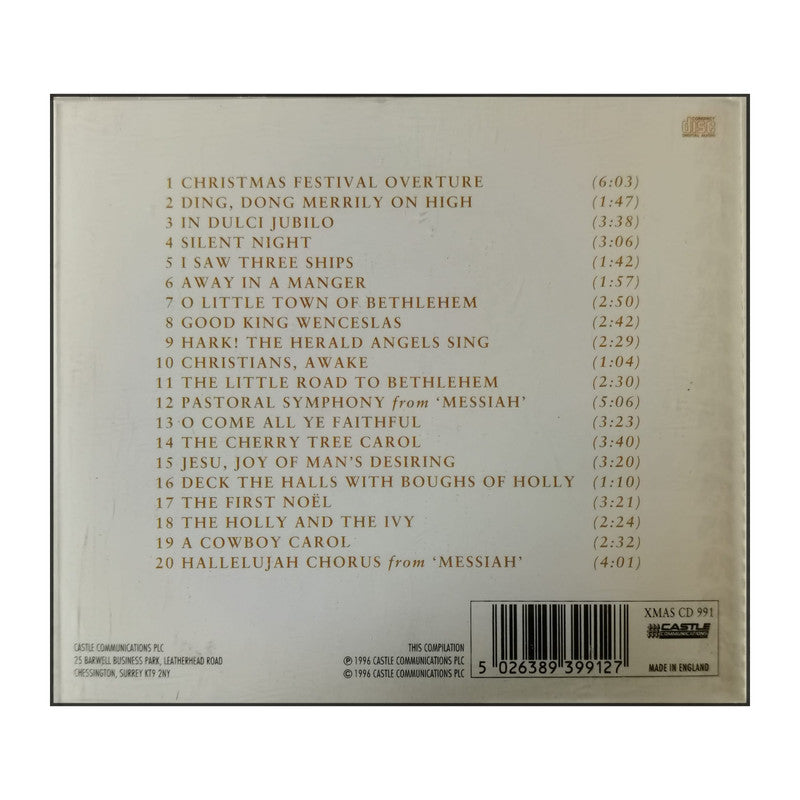 COMPACT
disc
DIGITAL AUDIO
1 CHRISTMAS FESTIVAL OVERTURE (6:03)
2 DING, DONG MERRILY ON HIGH (1:47)
3 IN DULCI JUBILO (3:38)
4 SILENT NIGHT (3:06)
5 I SAW THREE SHIPS (1:42)
6 AWAY IN A MANGER (1:57)
7 O LITTLE TOWN OF BETHLEHEM (2:50)
8 GOOD KING WENCESLAS (2:42)
9 HARK! THE HERALD ANGELS SING (2:29)
10 CHRISTIANS, AWAKE (1:04)
11 THE LITTLE ROAD TO BETHLEHEM (2:30)
12 PASTORAL SYMPHONY from ‘MESSIAH’ (5:06)
13 O COME ALL YE FAITHFUL (3:23)
14 THE CHERRY TREE CAROL (3:40)
15 JESU, JOY OF MAN’S DESIRING (3:20)
16 DECK THE HALLS WITH BOUGHS OF HOLLY (1:10)
17 THE FIRST NOËL (3:21)
18 THE HOLLY AND THE IVY (2:24)
19 A COWBOY CAROL (2:32)
20 HALLELUJAH CHORUS from ‘MESSIAH’ (4:01)
CASTLE COMMUNICATIONS PLC
25 BARWELL BUSINESS PARK, LEATHERHEAD ROAD
CHESSINGTON, SURREY KT9 2NY
THIS COMPILATION
℗ 1996 CASTLE COMMUNICATIONS PLC
© 1996 CASTLE COMMUNICATIONS PLC
5 026389 399127
XMAS CD 991
CASTLE
COMMUNICATIONS
MADE IN ENGLAND